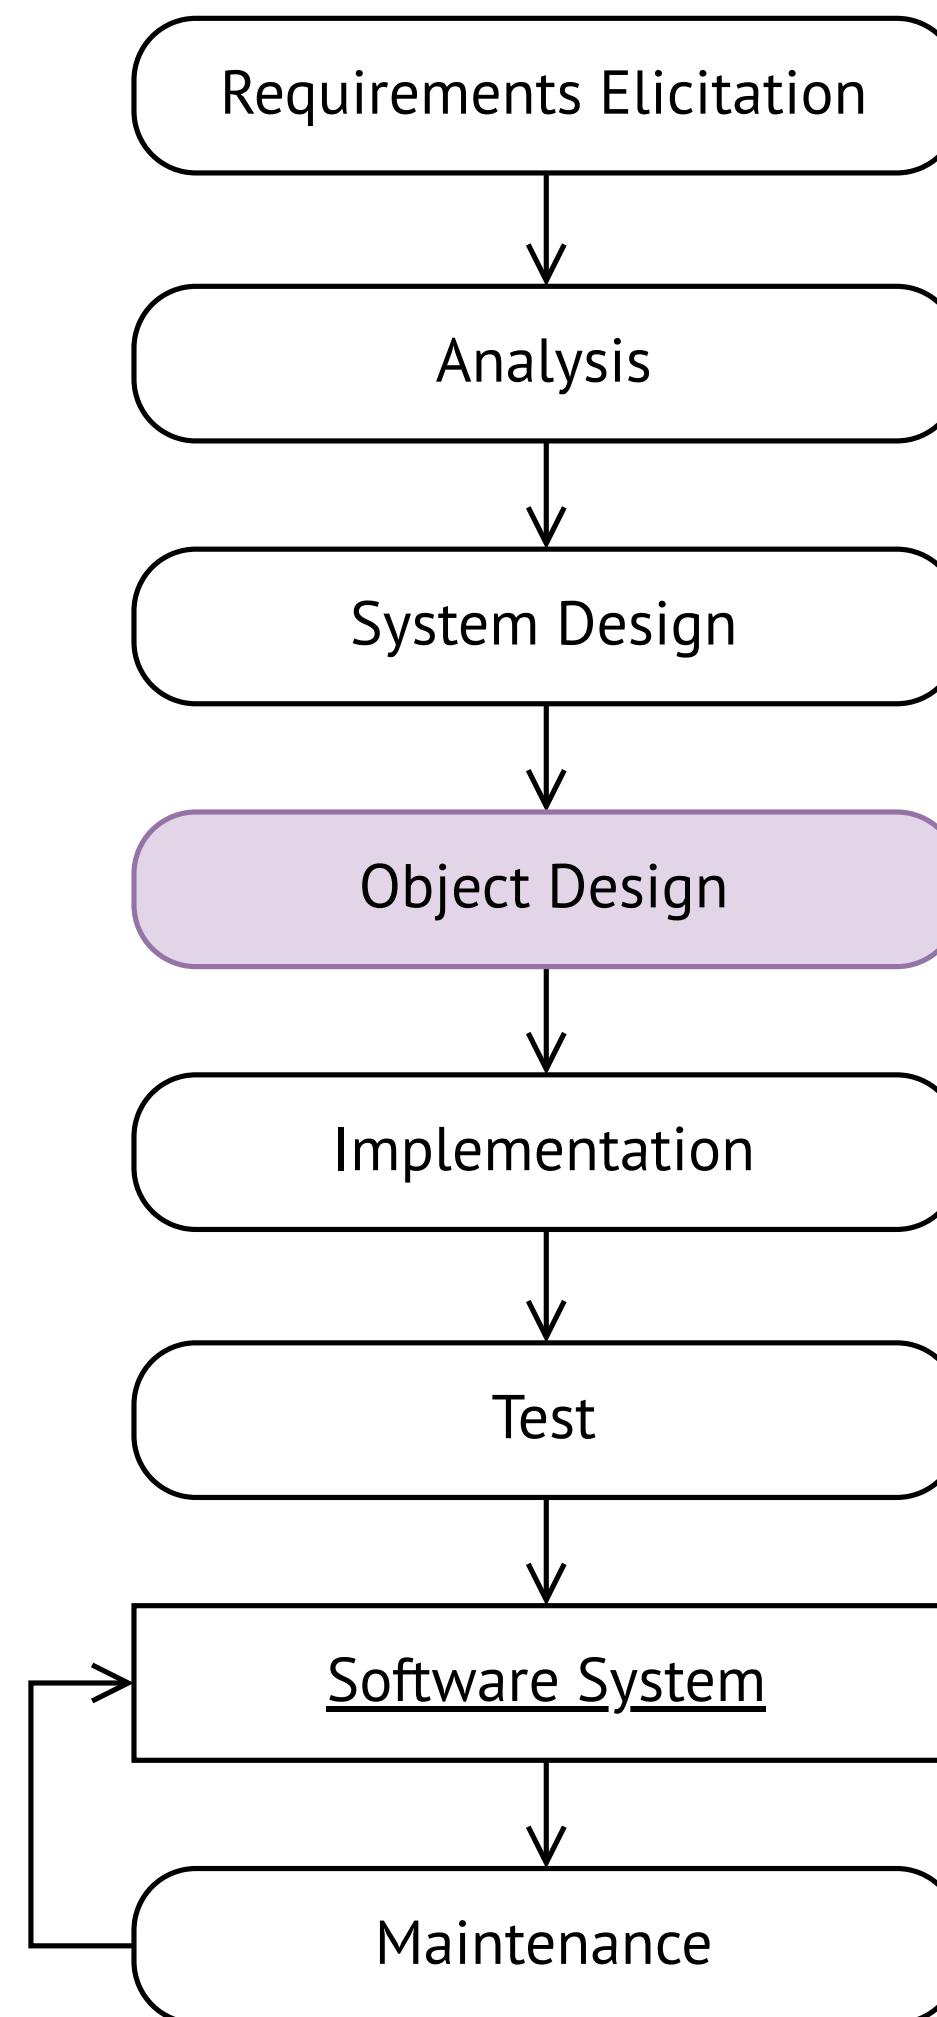 Requirements Elicitation
Analysis
System Design
Object Design
Implementation
Test
Software System
Maintenance